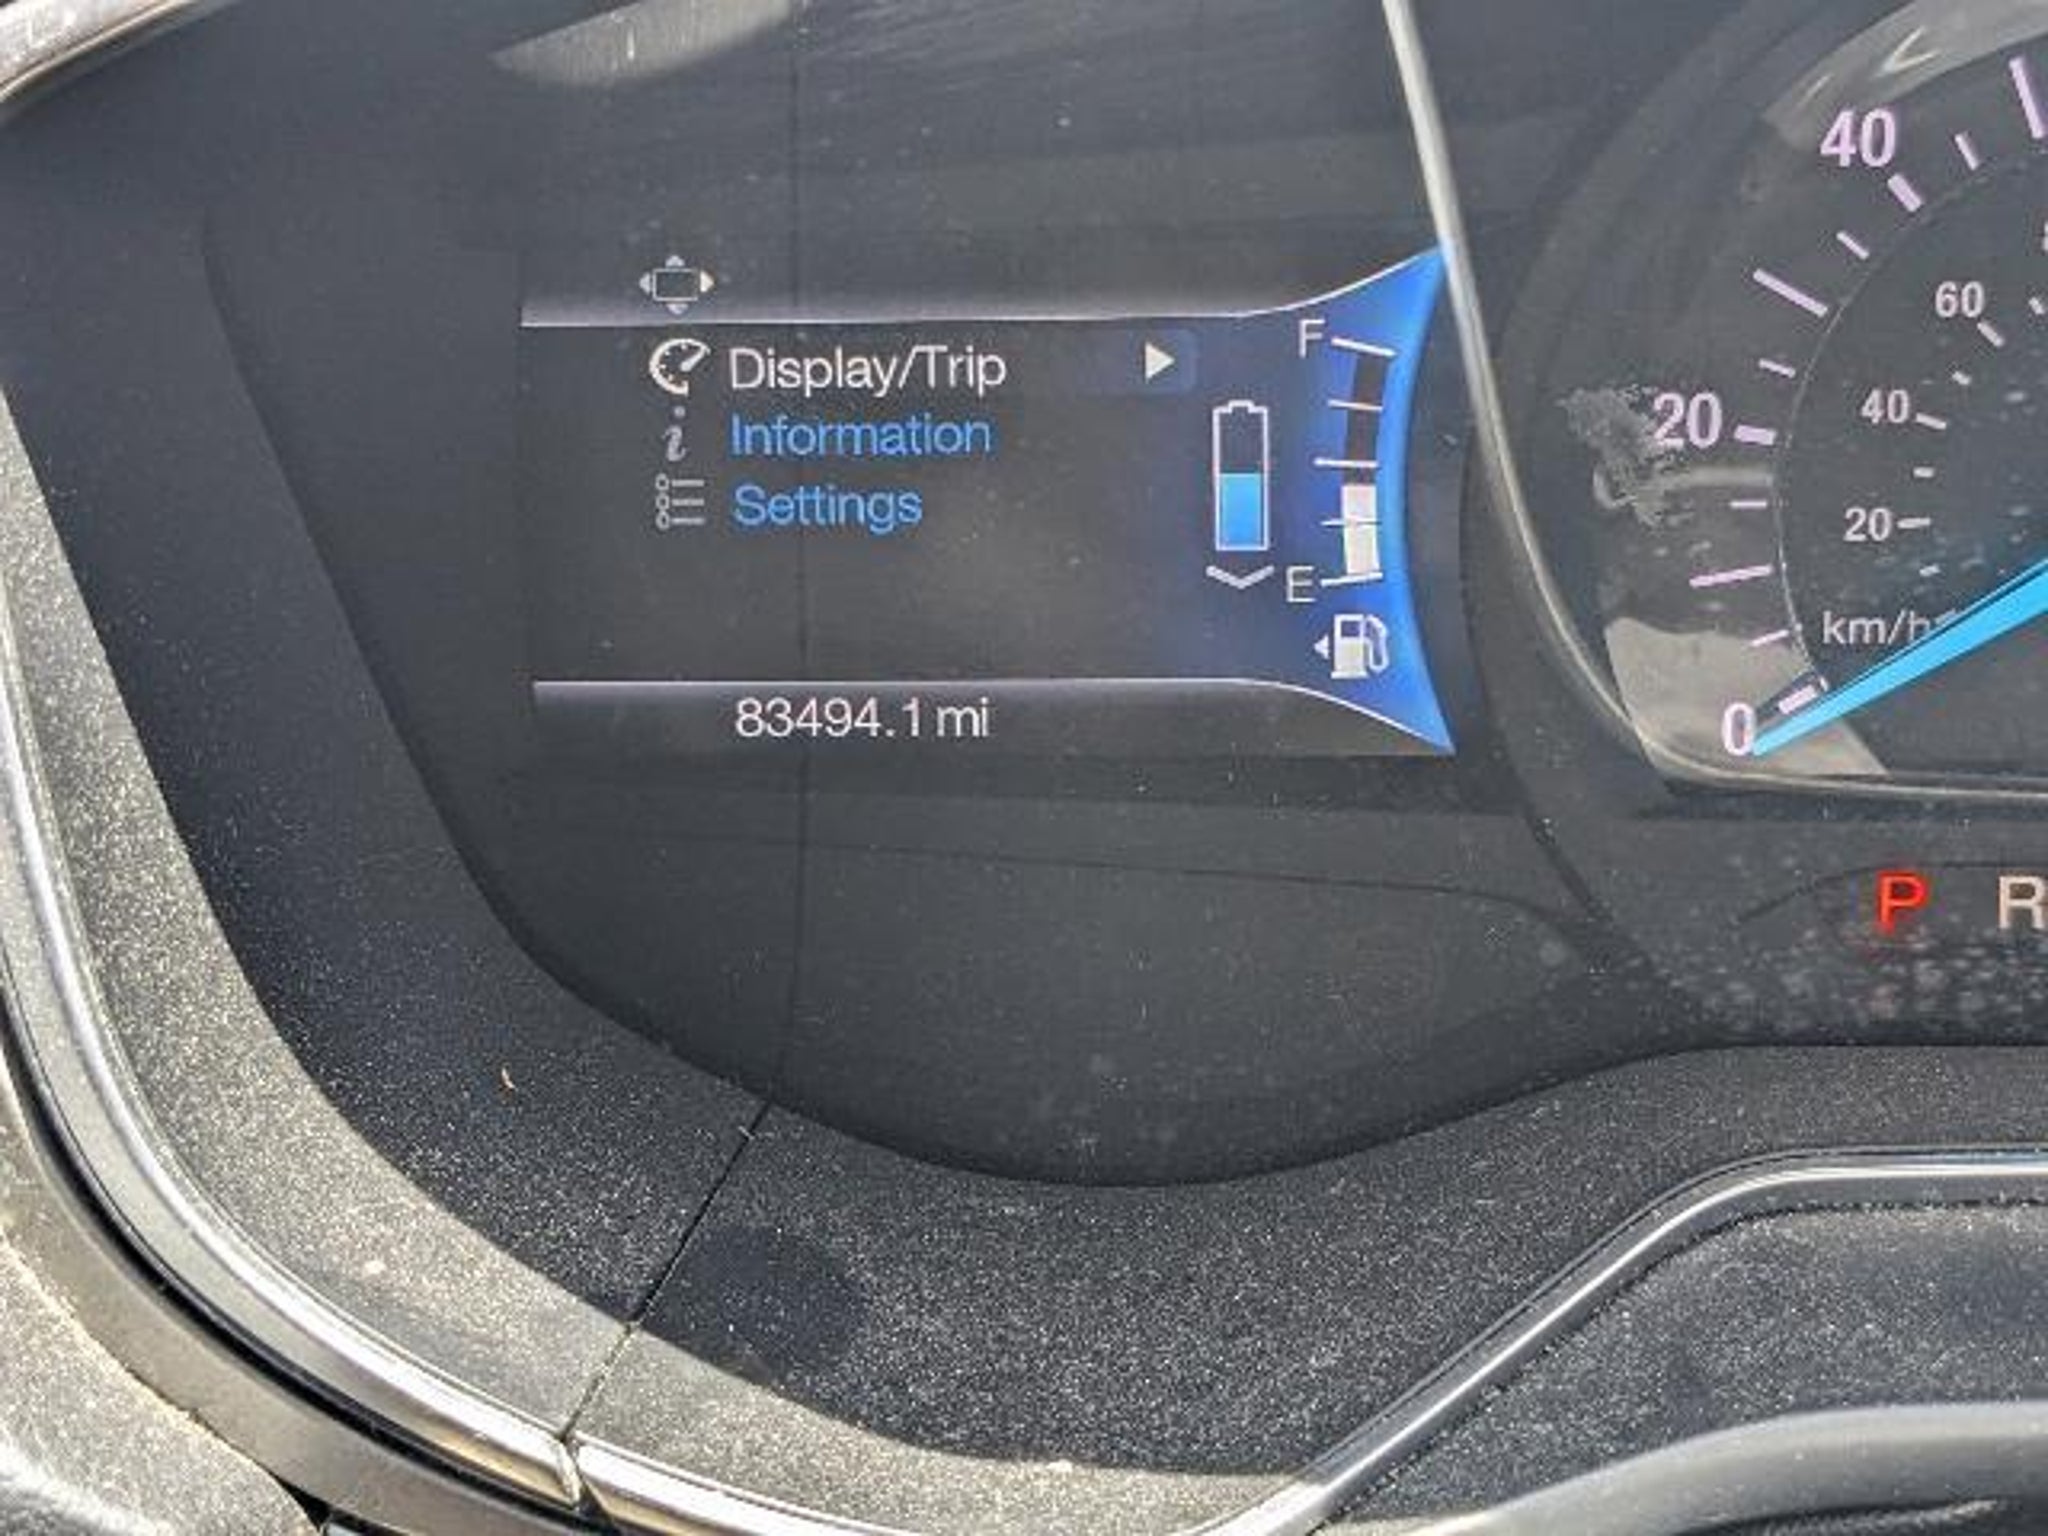 Display/Trip
Information
Settings
F
E
83494.1 mi
40
20
0
60
40
20
km/h
P R